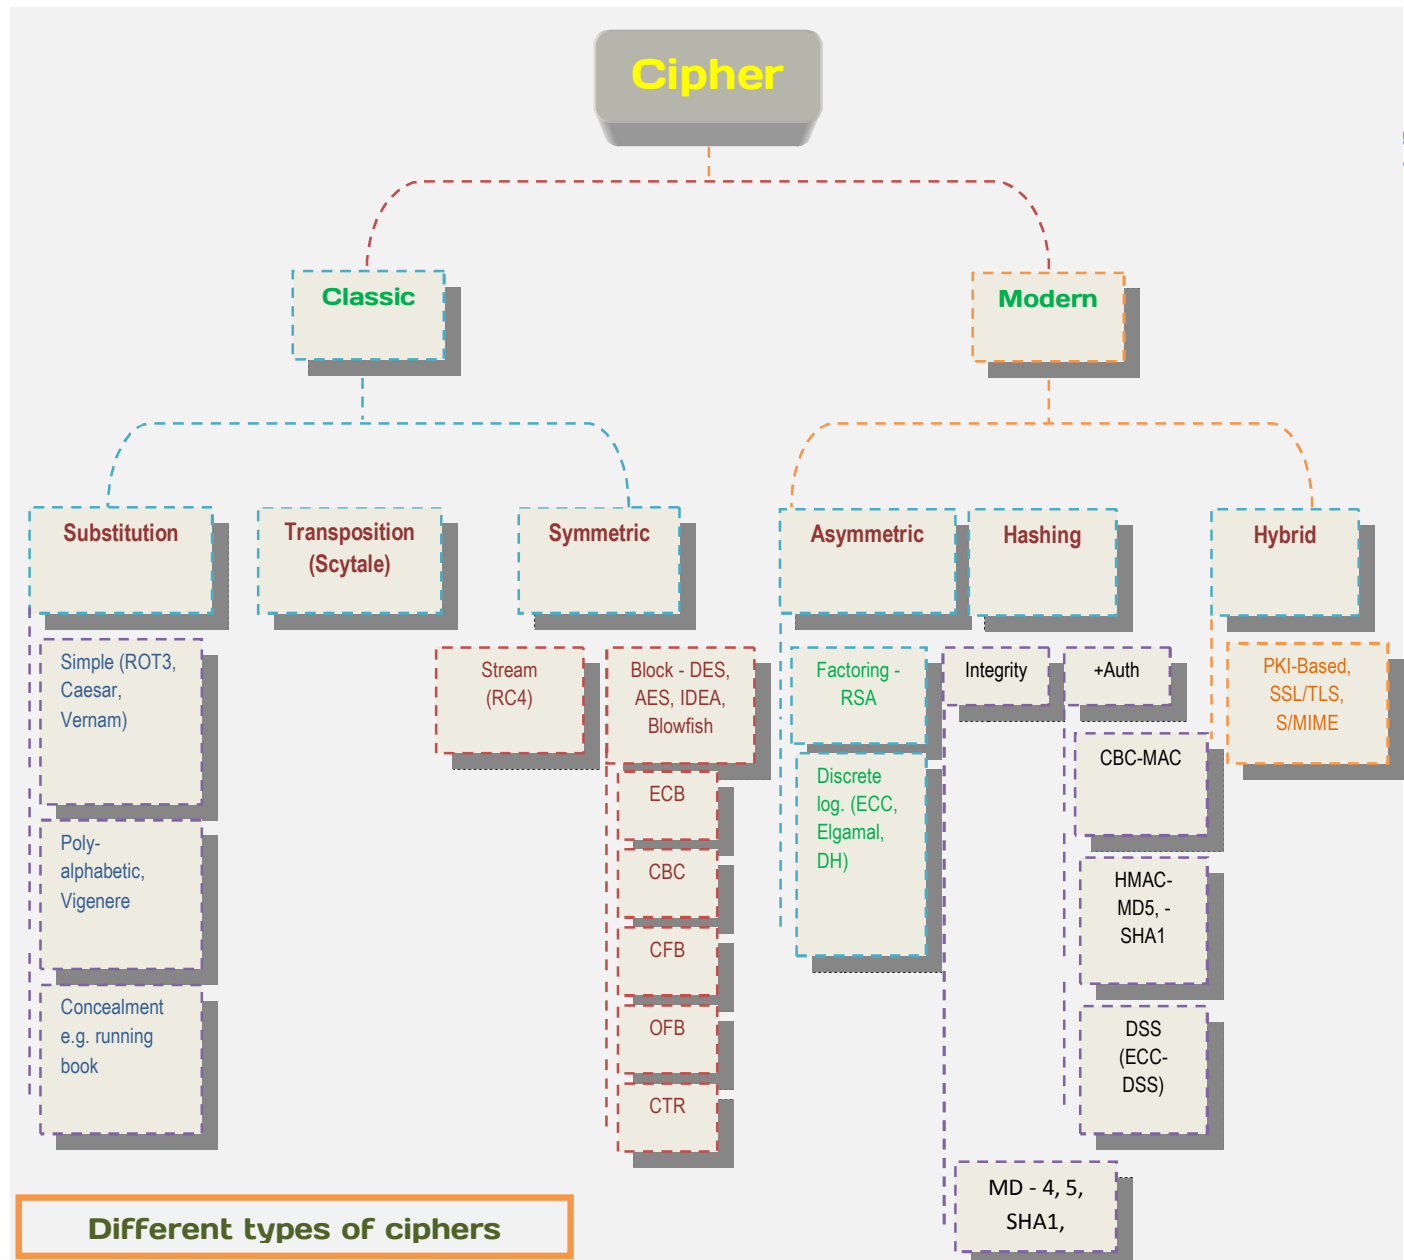 Cipher
Classic
Modern
Substitution
Transposition
(Scytale)
Symmetric
Asymmetric
Hashing
Hybrid
Simple (ROT3,
Caesar,
Vernam)
Poly-
alphabetic,
Vigenere
Concealment
e.g. running
book
Stream
(RC4)
Block - DES,
AES, IDEA,
Blowfish
ECB
CBC
CFB
OFB
CTR
Factoring -
RSA
Discrete
log. (ECC,
Elgamal,
DH)
Integrity
+Auth
CBC-MAC
HMAC-
MD5, -
SHA1
DSS
(ECC-
DSS)
MD - 4, 5,
SHA1,
PKI-Based,
SSL/TLS,
S/MIME
Different types of ciphers